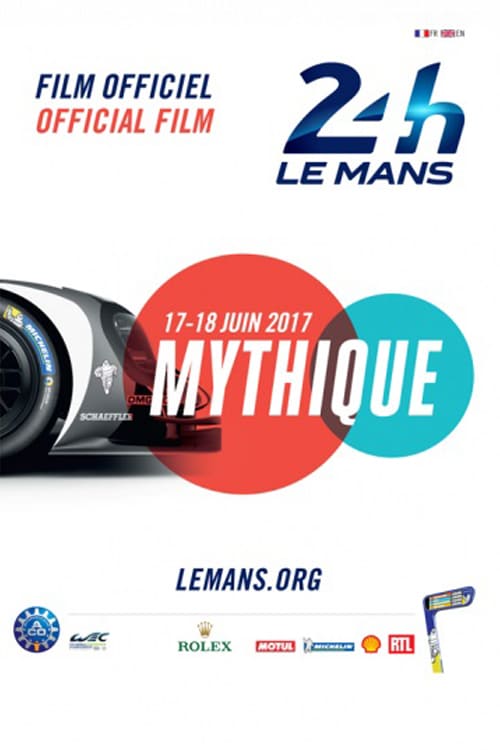 FR EN
FILM OFFICIEL
OFFICIAL FILM
24h
LE MANS
17-18 JUIN 2017
MYTHIQUE
MICHELIN
DMG
SCHAEFFLER
LEMANS.ORG
ACO
WEC
ROLEX
MOTUL
MICHELIN
RTL